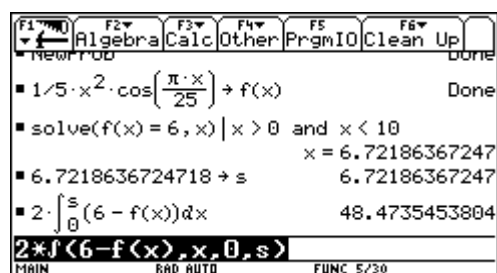 F1 F2 F3 F4 F5 F6
Algebra Calc Other PrgmIO Clean Up
▪ NewProb Done
▪ 1/5·x²·cos(π·x/25) → f(x) Done
▪ solve(f(x) = 6, x) | x > 0 and x < 10
x = 6.72186367247
▪ 6.7218636724718 → s 6.72186367247
▪ 2·∫₀ˢ(6 - f(x))dx 48.4735453804
2*∫(6-f(x),x,0,s)
MAIN RAD AUTO FUNC 5/30